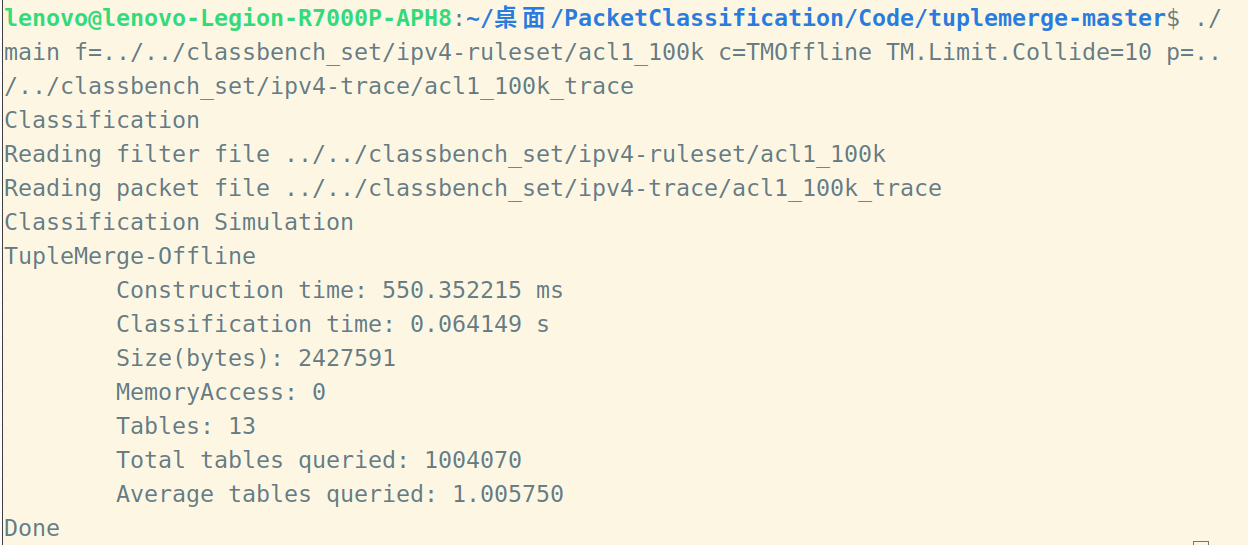 lenovo@lenovo-Legion-R7000P-APH8:~/桌面/PacketClassification/Code/tuplemerge-master$ ./
main f=../../classbench_set/ipv4-ruleset/acl1_100k c=TMOffline TM.Limit.Collide=10 p=..
/../classbench_set/ipv4-trace/acl1_100k_trace
Classification
Reading filter file ../../classbench_set/ipv4-ruleset/acl1_100k
Reading packet file ../../classbench_set/ipv4-trace/acl1_100k_trace
Classification Simulation
TupleMerge-Offline
        Construction time: 550.352215 ms
        Classification time: 0.064149 s
        Size(bytes): 2427591
        MemoryAccess: 0
        Tables: 13
        Total tables queried: 1004070
        Average tables queried: 1.005750
Done